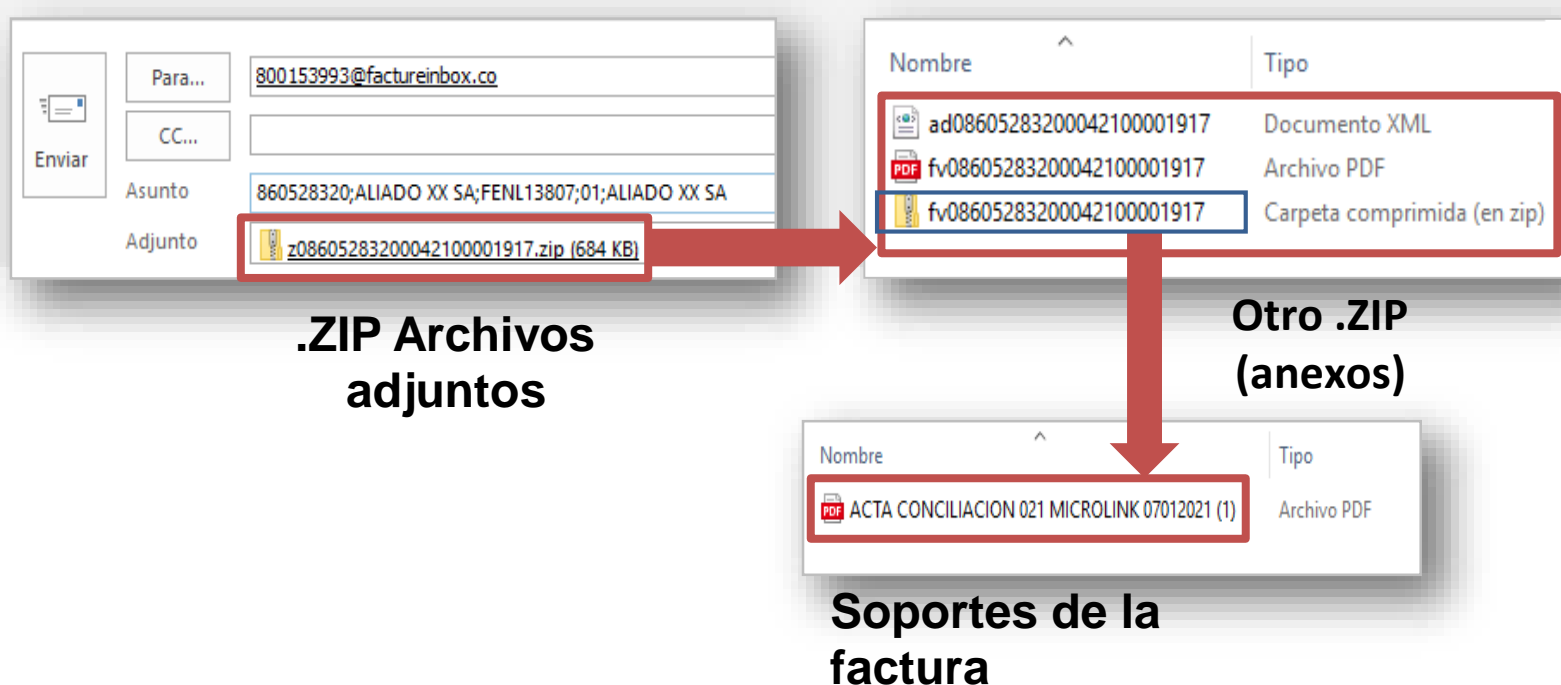 Para...
800153993@factureinbox.co
CC...
Enviar
Asunto
860528320;ALIADO XX SA;FENL13807;01;ALIADO XX SA
Adjunto
z08605283200042100001917.zip (684 KB)
.ZIP Archivos
adjuntos
Nombre
Tipo
ad08605283200042100001917
Documento XML
PDF
fv08605283200042100001917
Archivo PDF
fv08605283200042100001917
Carpeta comprimida (en zip)
Otro .ZIP
(anexos)
Nombre
Tipo
PDF
ACTA CONCILIACION 021 MICROLINK 07012021 (1)
Archivo PDF
Soportes de la
factura